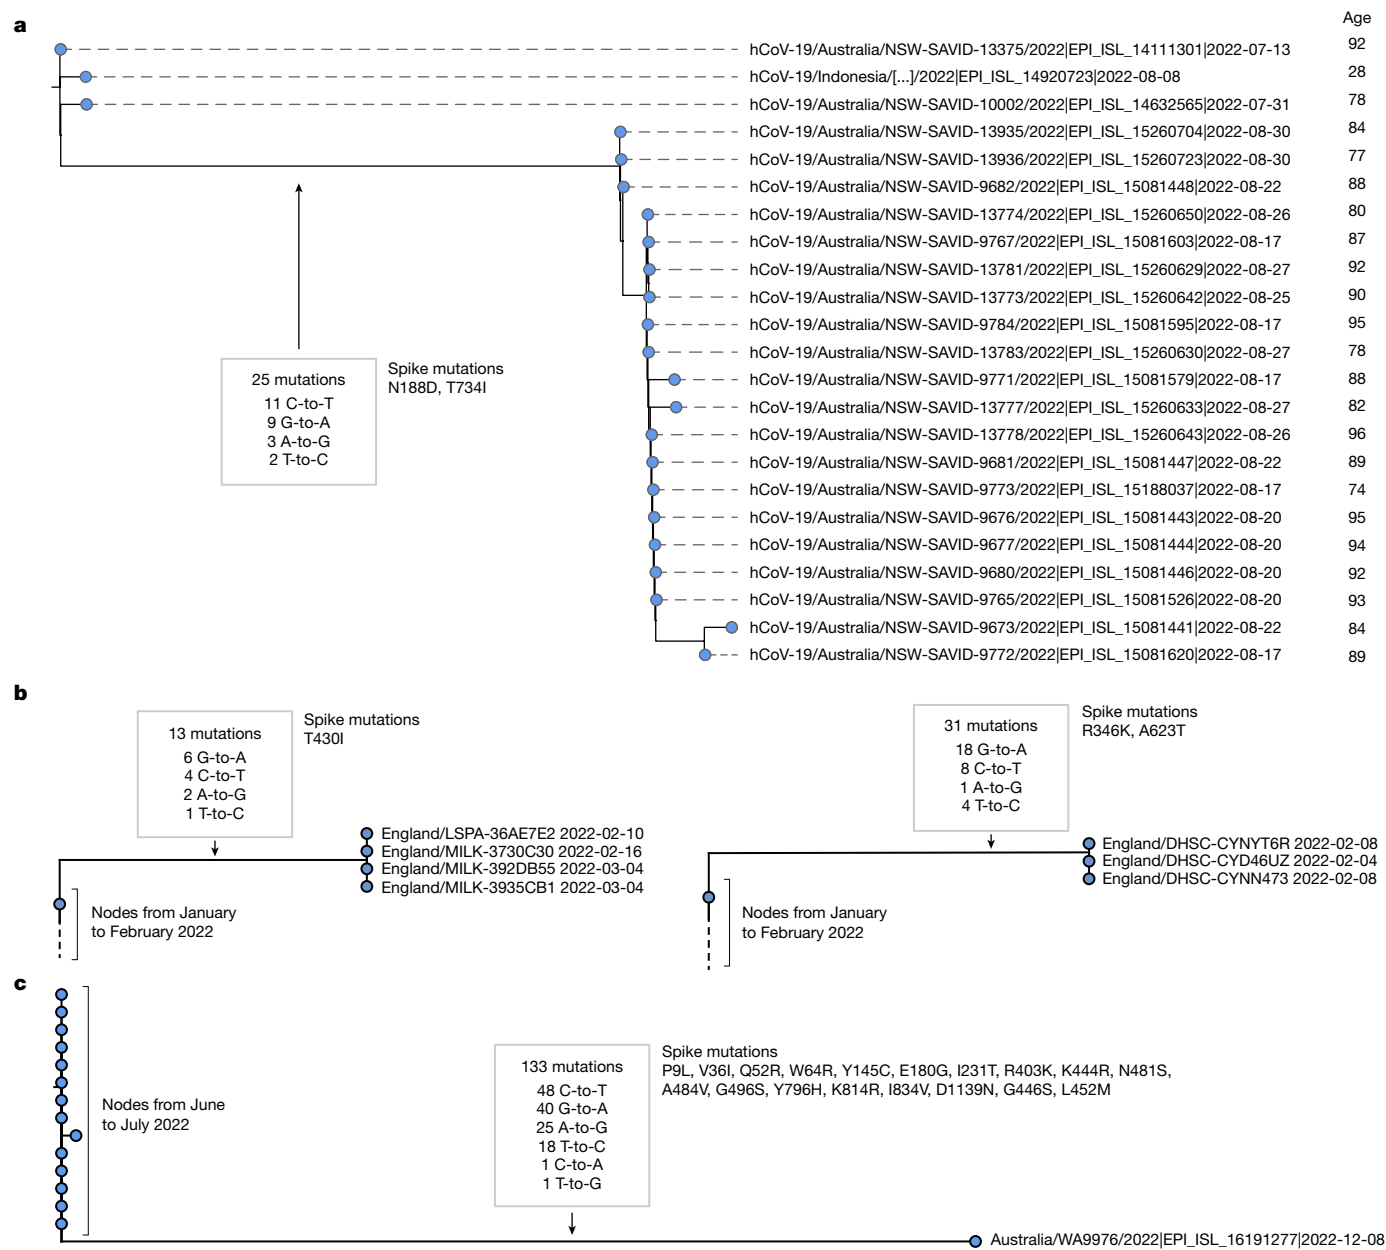 a
Age
hCoV-19/Australia/NSW-SAVID-13375/2022|EPI_ISL_14111301|2022-07-13 92
hCoV-19/Indonesia/[...]/2022|EPI_ISL_14920723|2022-08-08 28
hCoV-19/Australia/NSW-SAVID-10002/2022|EPI_ISL_14632565|2022-07-31 78
hCoV-19/Australia/NSW-SAVID-13935/2022|EPI_ISL_15260704|2022-08-30 84
hCoV-19/Australia/NSW-SAVID-13936/2022|EPI_ISL_15260723|2022-08-30 77
hCoV-19/Australia/NSW-SAVID-9682/2022|EPI_ISL_15081448|2022-08-22 88
hCoV-19/Australia/NSW-SAVID-13774/2022|EPI_ISL_15260650|2022-08-26 80
hCoV-19/Australia/NSW-SAVID-9767/2022|EPI_ISL_15081603|2022-08-17 87
hCoV-19/Australia/NSW-SAVID-13781/2022|EPI_ISL_15260629|2022-08-27 92
hCoV-19/Australia/NSW-SAVID-13773/2022|EPI_ISL_15260642|2022-08-25 90
hCoV-19/Australia/NSW-SAVID-9784/2022|EPI_ISL_15081595|2022-08-17 95
hCoV-19/Australia/NSW-SAVID-13783/2022|EPI_ISL_15260630|2022-08-27 78
hCoV-19/Australia/NSW-SAVID-9771/2022|EPI_ISL_15081579|2022-08-17 88
hCoV-19/Australia/NSW-SAVID-13777/2022|EPI_ISL_15260633|2022-08-27 82
hCoV-19/Australia/NSW-SAVID-13778/2022|EPI_ISL_15260643|2022-08-26 96
hCoV-19/Australia/NSW-SAVID-9681/2022|EPI_ISL_15081447|2022-08-22 89
hCoV-19/Australia/NSW-SAVID-9773/2022|EPI_ISL_15188037|2022-08-17 74
hCoV-19/Australia/NSW-SAVID-9676/2022|EPI_ISL_15081443|2022-08-20 95
hCoV-19/Australia/NSW-SAVID-9677/2022|EPI_ISL_15081444|2022-08-20 94
hCoV-19/Australia/NSW-SAVID-9680/2022|EPI_ISL_15081446|2022-08-20 92
hCoV-19/Australia/NSW-SAVID-9765/2022|EPI_ISL_15081526|2022-08-20 93
hCoV-19/Australia/NSW-SAVID-9673/2022|EPI_ISL_15081441|2022-08-22 84
hCoV-19/Australia/NSW-SAVID-9772/2022|EPI_ISL_15081620|2022-08-17 89
25 mutations
11 C-to-T
9 G-to-A
3 A-to-G
2 T-to-C
Spike mutations
N188D, T734I
b
13 mutations
6 G-to-A
4 C-to-T
2 A-to-G
1 T-to-C
Spike mutations
T430I
England/LSPA-36AE7E2 2022-02-10
England/MILK-3730C30 2022-02-16
England/MILK-392DB55 2022-03-04
England/MILK-3935CB1 2022-03-04
Nodes from January
to February 2022
31 mutations
18 G-to-A
8 C-to-T
1 A-to-G
4 T-to-C
Spike mutations
R346K, A623T
England/DHSC-CYNYT6R 2022-02-08
England/DHSC-CYD46UZ 2022-02-04
England/DHSC-CYNN473 2022-02-08
Nodes from January
to February 2022
c
Nodes from June
to July 2022
133 mutations
48 C-to-T
40 G-to-A
25 A-to-G
18 T-to-C
1 C-to-A
1 T-to-G
Spike mutations
P9L, V36I, Q52R, W64R, Y145C, E180G, I231T, R403K, K444R, N481S,
A484V, G496S, Y796H, K814R, I834V, D1139N, G446S, L452M
Australia/WA9976/2022|EPI_ISL_16191277|2022-12-08